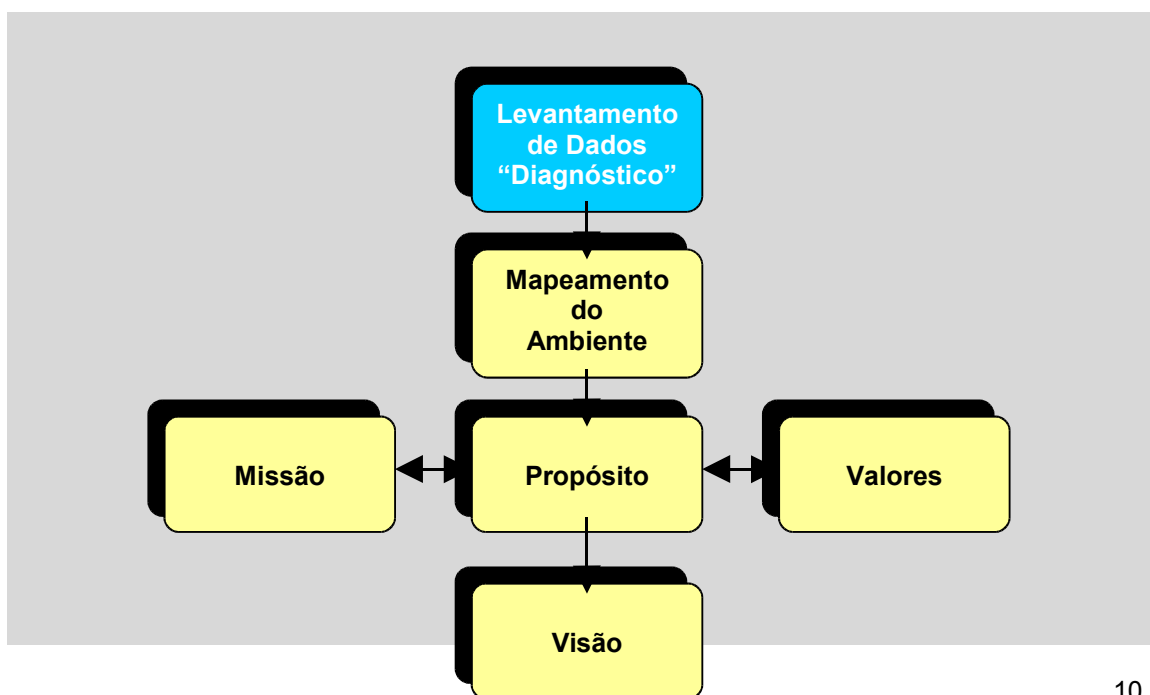 Levantamento
de Dados
“Diagnóstico”
Mapeamento
do
Ambiente
Missão
Propósito
Valores
Visão
10